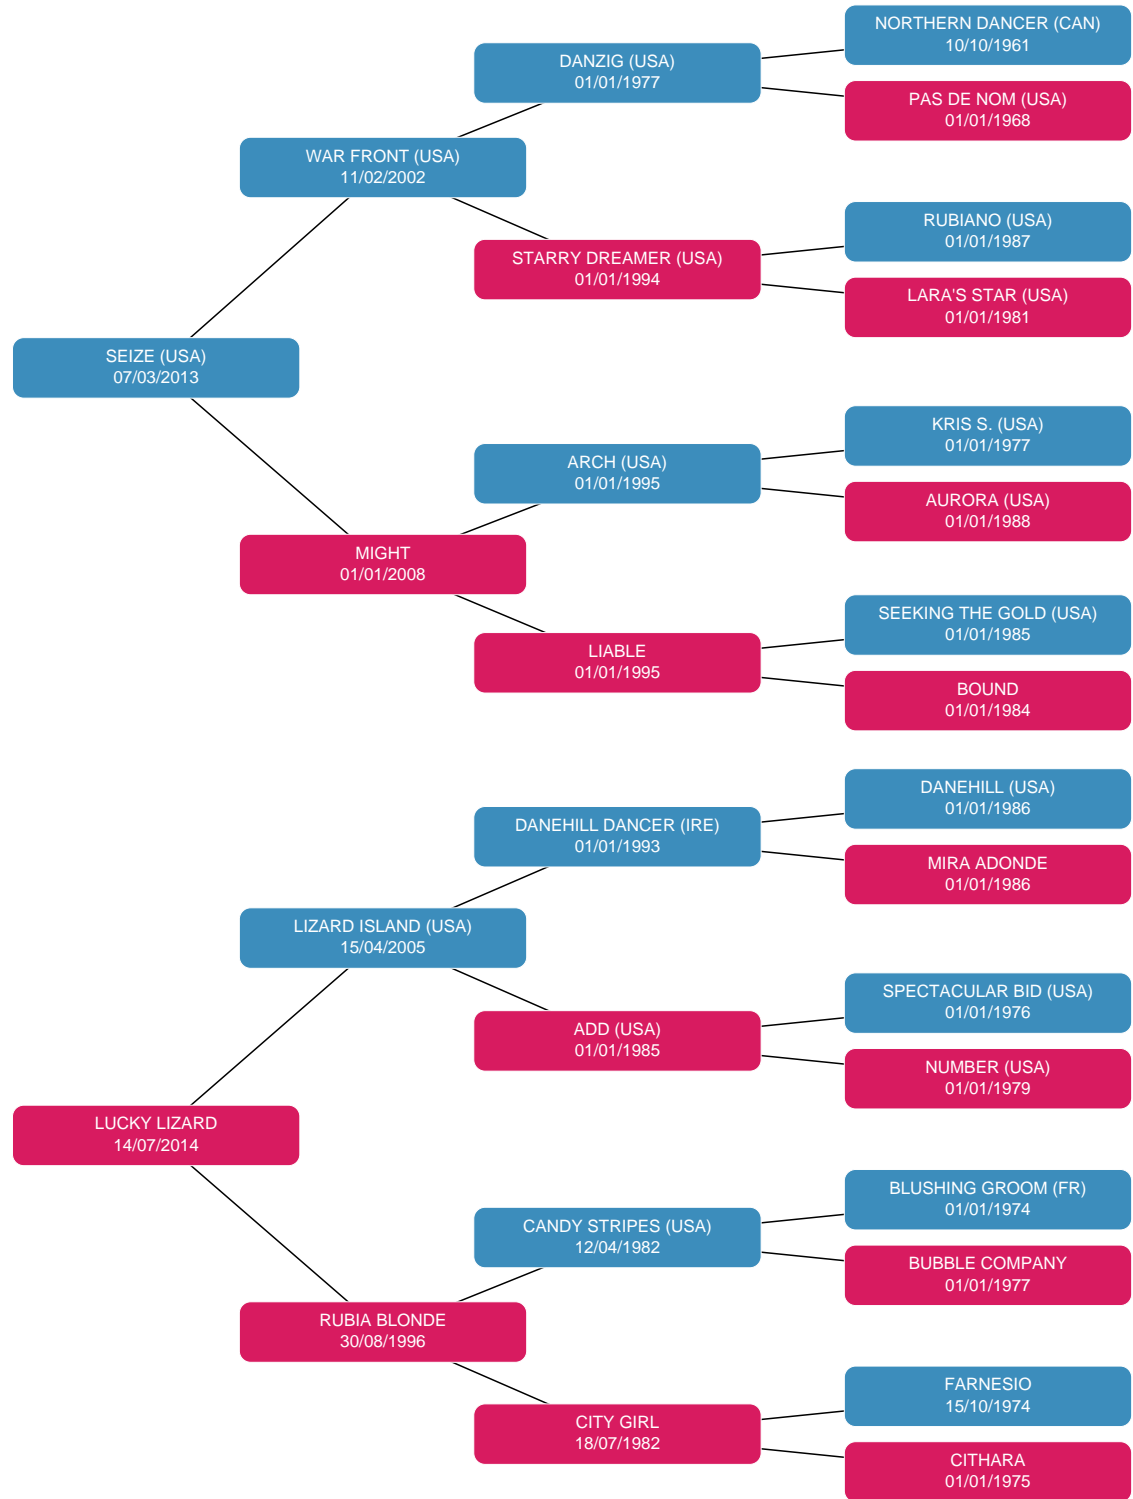 NORTHERN DANCER (CAN)
10/10/1961
DANZIG (USA)
01/01/1977
PAS DE NOM (USA)
01/01/1968
WAR FRONT (USA)
11/02/2002
RUBIANO (USA)
01/01/1987
STARRY DREAMER (USA)
01/01/1994
LARA'S STAR (USA)
01/01/1981
SEIZE (USA)
07/03/2013
KRIS S. (USA)
01/01/1977
ARCH (USA)
01/01/1995
AURORA (USA)
01/01/1988
MIGHT
01/01/2008
SEEKING THE GOLD (USA)
01/01/1985
LIABLE
01/01/1995
BOUND
01/01/1984
DANEHILL (USA)
01/01/1986
DANEHILL DANCER (IRE)
01/01/1993
MIRA ADONDE
01/01/1986
LIZARD ISLAND (USA)
15/04/2005
SPECTACULAR BID (USA)
01/01/1976
ADD (USA)
01/01/1985
NUMBER (USA)
01/01/1979
LUCKY LIZARD
14/07/2014
BLUSHING GROOM (FR)
01/01/1974
CANDY STRIPES (USA)
12/04/1982
BUBBLE COMPANY
01/01/1977
RUBIA BLONDE
30/08/1996
FARNESIO
15/10/1974
CITY GIRL
18/07/1982
CITHARA
01/01/1975